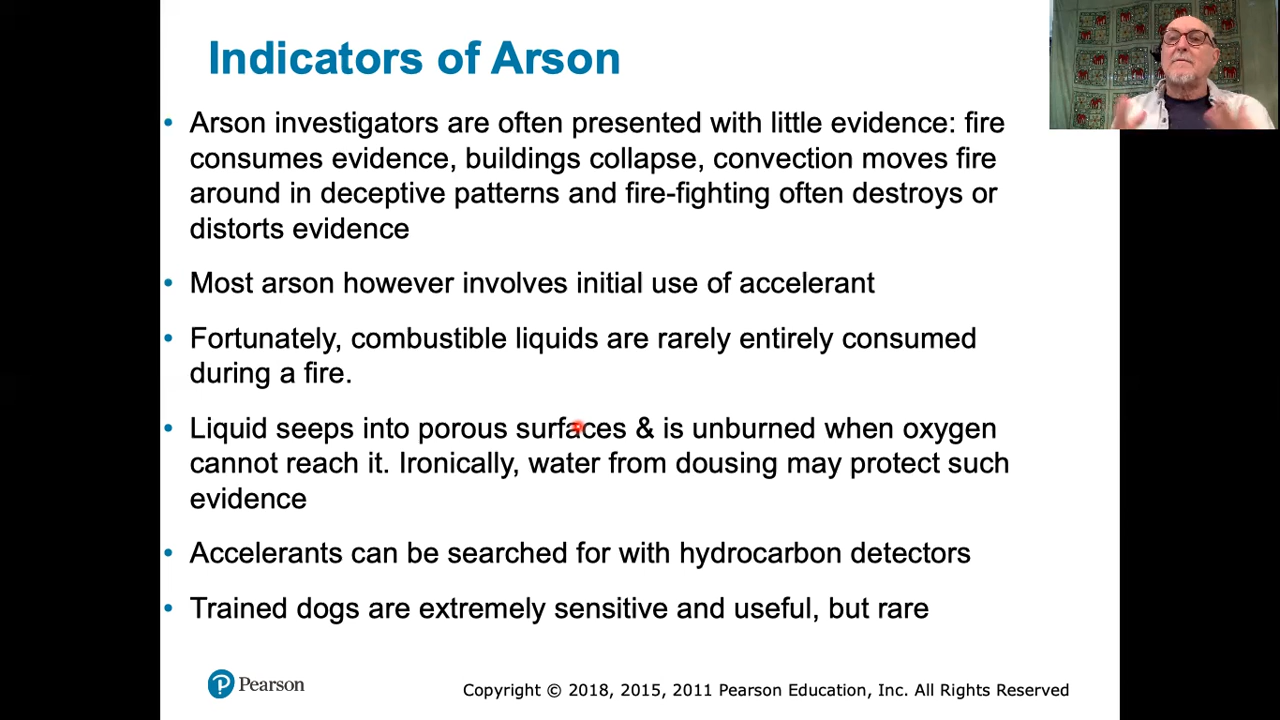 Indicators of Arson
• Arson investigators are often presented with little evidence: fire
consumes evidence, buildings collapse, convection moves fire
around in deceptive patterns and fire-fighting often destroys or
distorts evidence
• Most arson however involves initial use of accelerant
• Fortunately, combustible liquids are rarely entirely consumed
during a fire.
• Liquid seeps into porous surfaces & is unburned when oxygen
cannot reach it. Ironically, water from dousing may protect such
evidence
• Accelerants can be searched for with hydrocarbon detectors
• Trained dogs are extremely sensitive and useful, but rare
P Pearson
Copyright © 2018, 2015, 2011 Pearson Education, Inc. All Rights Reserved